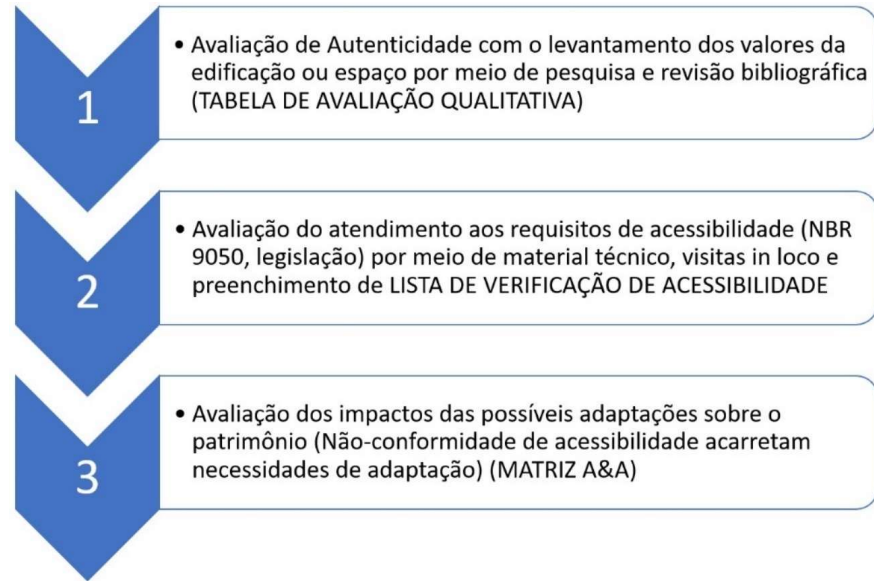 1
• Avaliação de Autenticidade com o levantamento dos valores da
edificação ou espaço por meio de pesquisa e revisão bibliográfica
(TABELA DE AVALIAÇÃO QUALITATIVA)
2
• Avaliação do atendimento aos requisitos de acessibilidade (NBR
9050, legislação) por meio de material técnico, visitas in loco e
preenchimento de LISTA DE VERIFICAÇÃO DE ACESSIBILIDADE
3
• Avaliação dos impactos das possíveis adaptações sobre o
patrimônio (Não-conformidade de acessibilidade acarretam
necessidades de adaptação) (MATRIZ A&A)